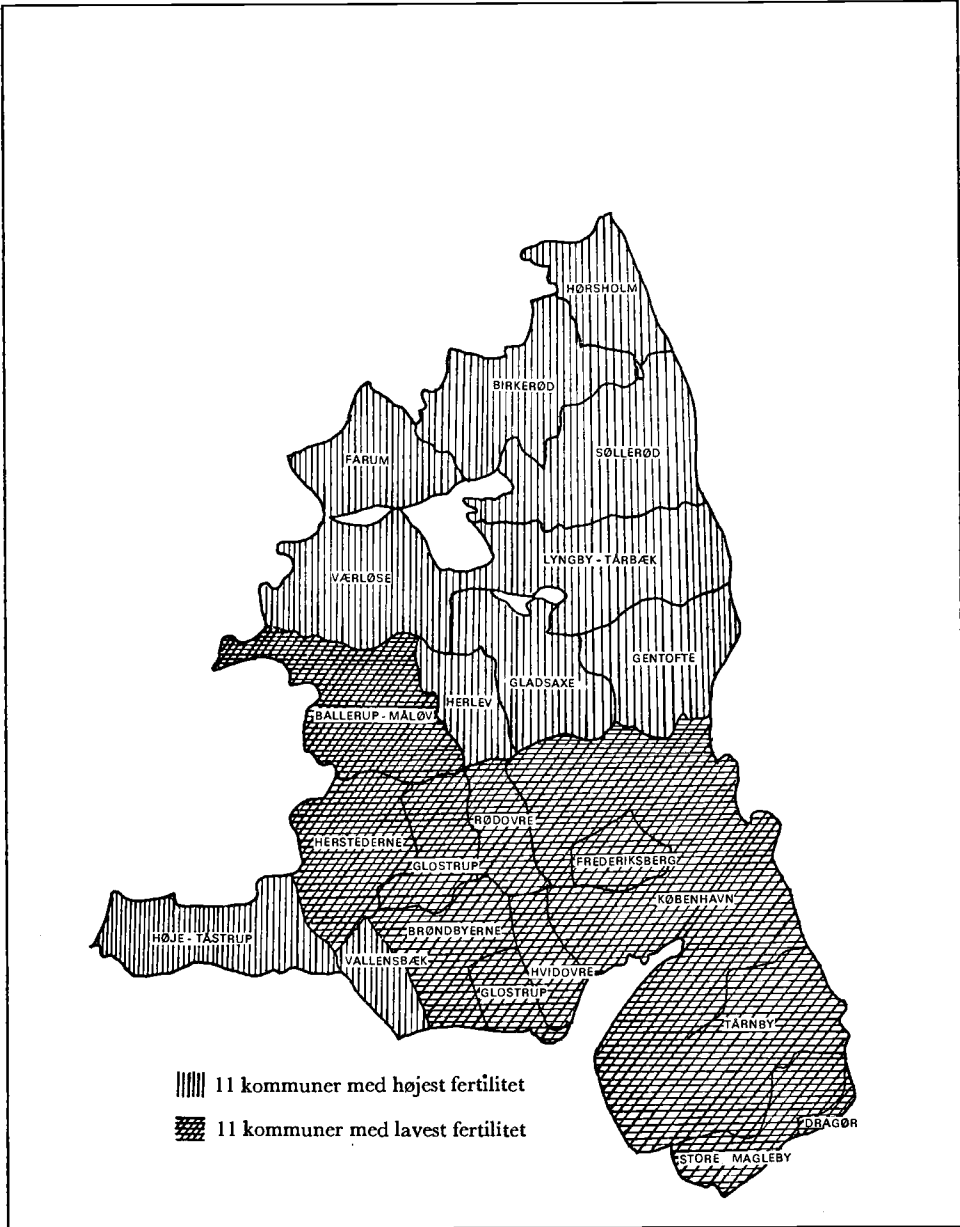 HØRSHOLM
BIRKERØD
SØLLERØD
FARUM
LYNGBY - TÅRBÆK
VÆRLØSE
GENTOFTE
GLADSAXE
HERLEV
BALLERUP - MÅLØV
RØDOVRE
HERSTEDERNE
FREDERIKSBERG
GLOSTRUP
KØBENHAVN
BRØNDBYERNE
HØJE - TÅSTRUP
VALLENSBÆK
HVIDOVRE
GLOSTRUP
TÅRNBY
11 kommuner med højest fertilitet
DRAGØR
11 kommuner med lavest fertilitet
STORE MAGLEBY